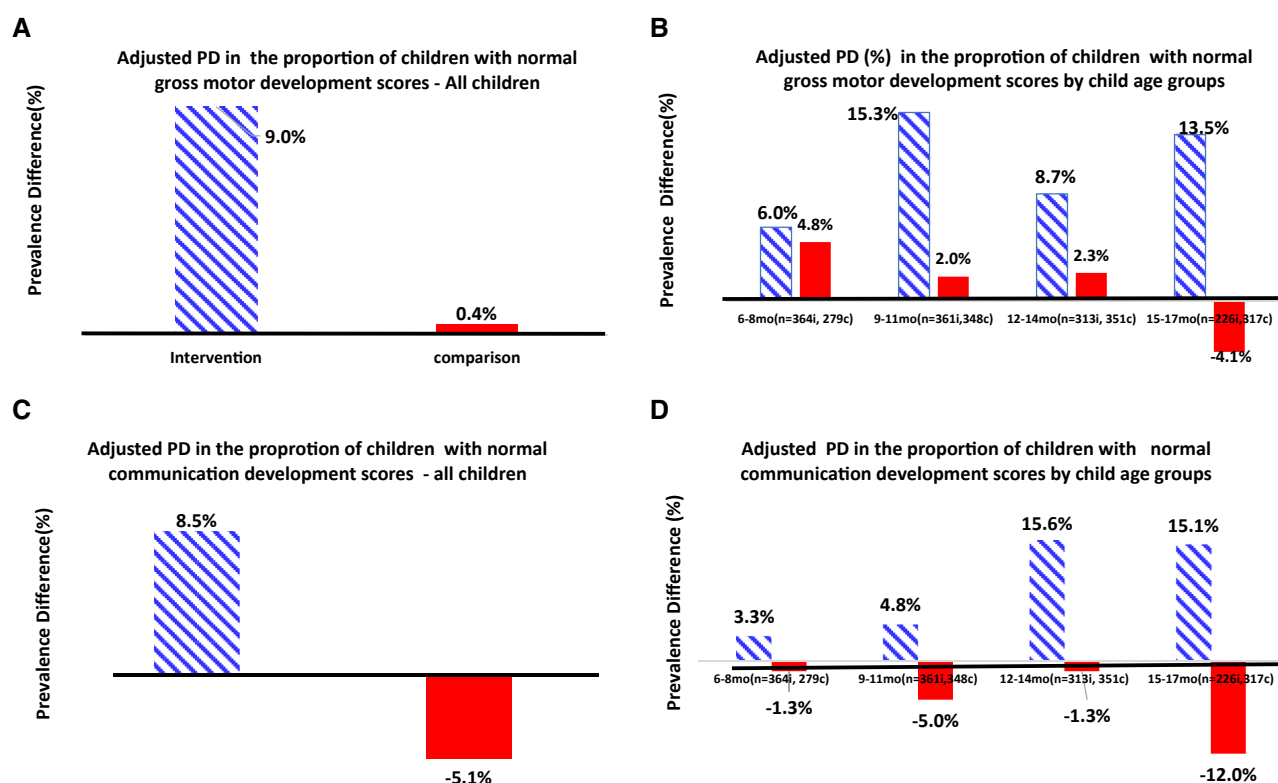 A
Adjusted PD in the proportion of children with normal
gross motor development scores - All children
Prevalence Difference(%)
9.0%
0.4%
Intervention
comparison
B
Adjusted PD (%) in the proprotion of children with normal
gross motor development scores by child age groups
Prevalence Difference(%)
15.3%
13.5%
8.7%
6.0%
4.8%
2.0%
2.3%
6-8mo(n=364i, 279c)
9-11mo(n=361i,348c)
12-14mo(n=313i, 351c)
15-17mo(n=226i,317c)
-4.1%
C
Adjusted PD in the proprotion of children with normal
communication development scores - all children
Prevalence Difference(%)
8.5%
-5.1%
D
Adjusted PD in the proportion of children with normal
communication development scores by child age groups
Prevalence Difference (%)
15.6%
15.1%
4.8%
3.3%
6-8mo(n=364i, 279c)
9-11mo(n=361i,348c)
12-14mo(n=313i, 351c)
15-17mo(n=226i,317c)
-1.3%
-5.0%
-1.3%
-12.0%